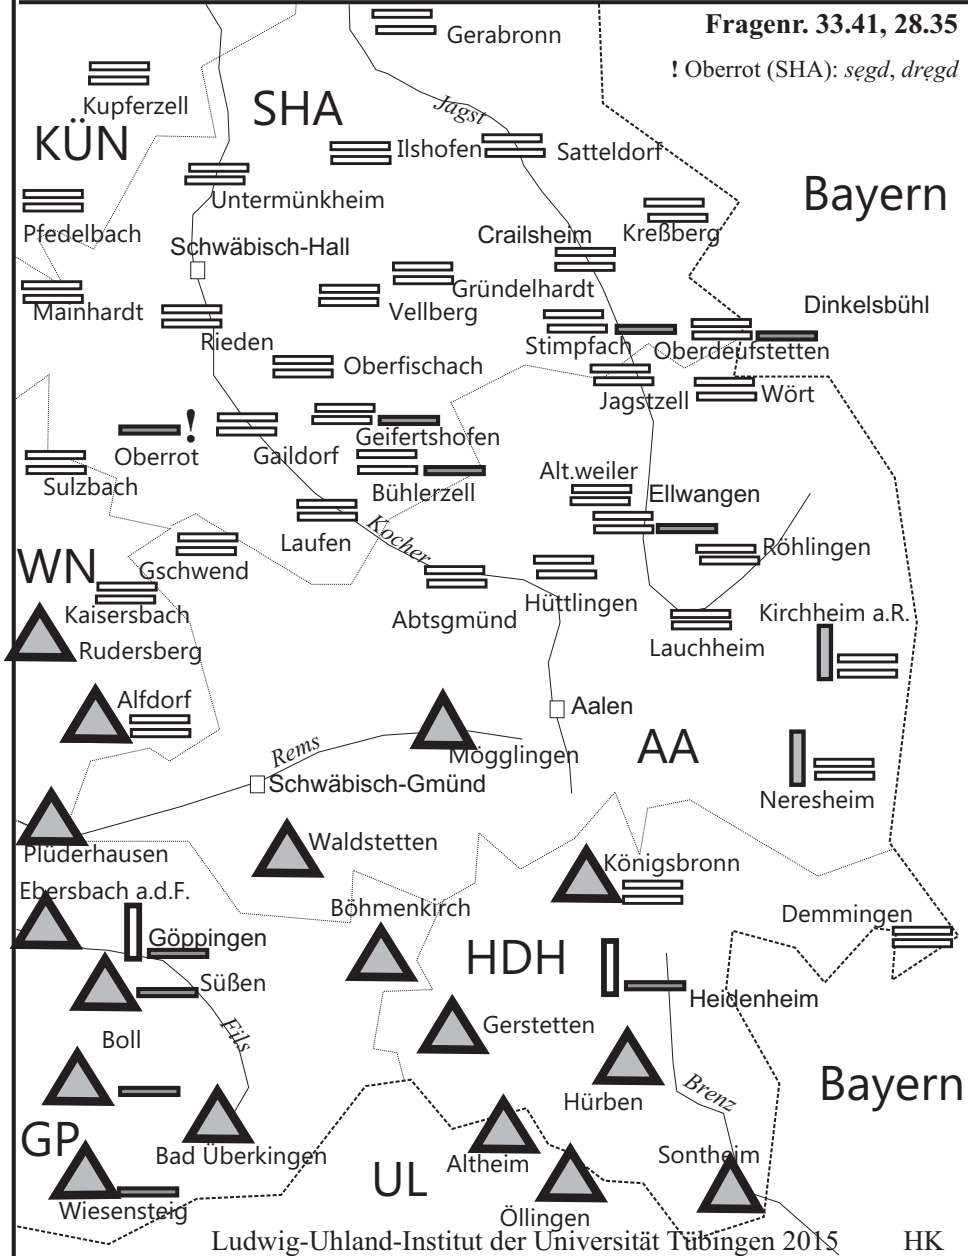 Fragenr. 33.41, 28.35
Gerabronn
! Oberrot (SHA): sẹgd, drẹgd
Kupferzell
SHA
Jagst
KÜN
Ilshofen
Satteldorf
Untermünkheim
Bayern
Pfedelbach
Kreßberg
Crailsheim
Schwäbisch-Hall
Gründelhardt
Dinkelsbühl
Mainhardt
Vellberg
Rieden
Stimpfach
Oberdeufstetten
Oberfischach
Jagstzell
Wört
!
Geifertshofen
Oberrot
Gaildorf
Alt.weiler
Sulzbach
Bühlerzell
Ellwangen
Laufen
Kocher
Röhlingen
WN
Gschwend
Kaisersbach
Abtsgmünd
Hüttlingen
Kirchheim a.R.
Rudersberg
Lauchheim
Alfdorf
Aalen
Rems
Mögglingen
AA
Schwäbisch-Gmünd
Neresheim
Plüderhausen
Waldstetten
Königsbronn
Ebersbach a.d.F.
Böhmenkirch
Demmingen
Göppingen
HDH
Süßen
Heidenheim
Boll
Fils
Gerstetten
Hürben
Brenz
Bayern
GP
Bad Überkingen
Altheim
Sontheim
UL
Wiesensteig
Öllingen
Ludwig-Uhland-Institut der Universität Tübingen 2015 HK